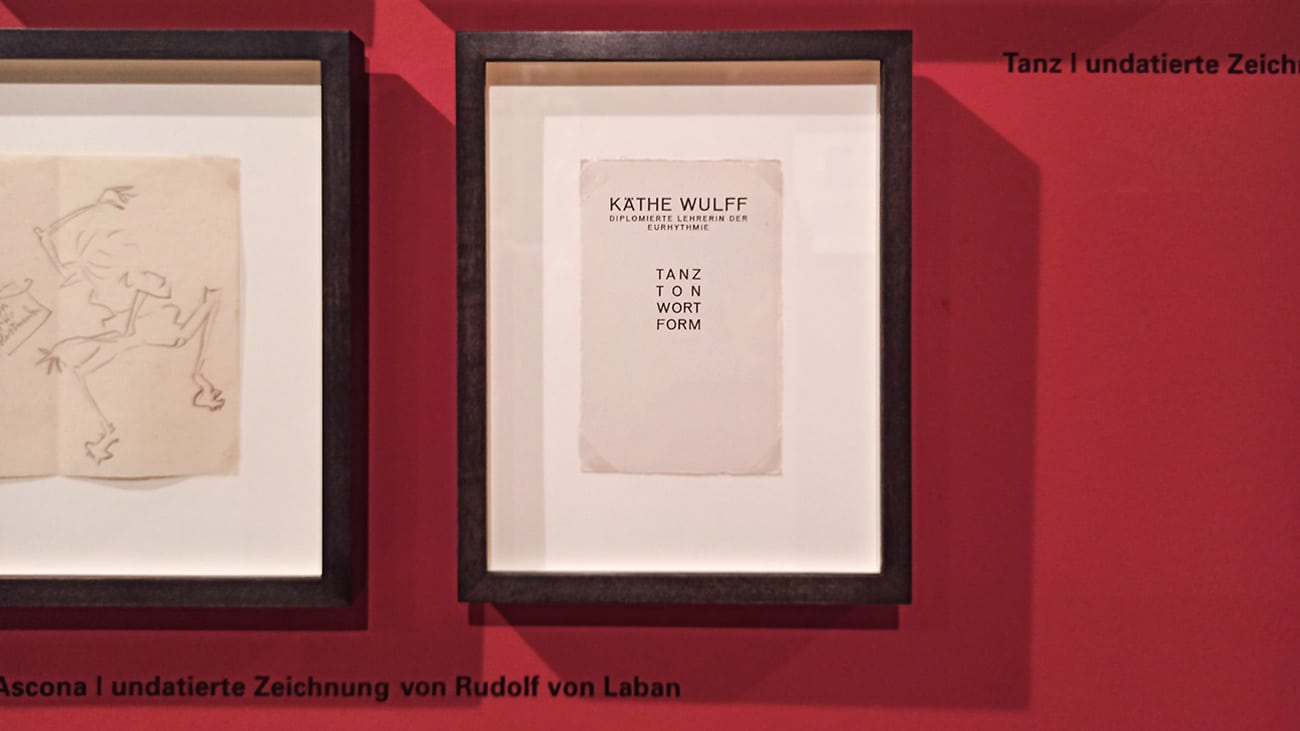 Tanz | undatierte Zeichn
KÄTHE WULFF
DIPLOMIERTE LEHRERIN DER
EURHYTHMIE
TANZ
TON
WORT
FORM
Ascona | undatierte Zeichnung von Rudolf von Laban